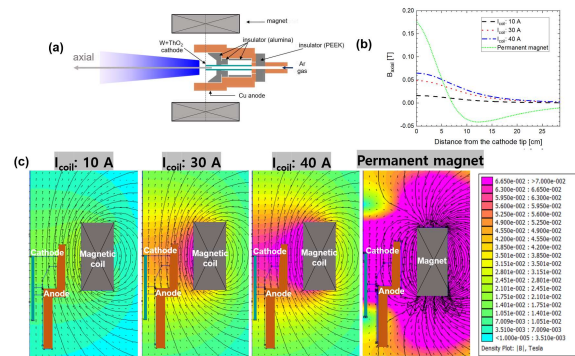 (a)
magnet
W+ThO2
cathode
insulator (alumina)
insulator (PEEK)
axial
Ar
gas
Cu anode
(b)
0.20
0.15
0.10
0.05
0.00
-0.05
Baxial [T]
Icoil: 10 A
Icoil: 30 A
Icoil: 40 A
Permanent magnet
0
5
10
15
20
25
Distance from the cathode tip [cm]
(c)
Icoil: 10 A
Icoil: 30 A
Icoil: 40 A
Permanent magnet
Cathode
Anode
Magnetic
coil
Cathode
Anode
Magnetic
coil
Cathode
Anode
Magnetic
coil
Cathode
Anode
Magnet
6.650e-002 : >7.000e-002
6.300e-002 : 6.650e-002
5.950e-002 : 6.300e-002
5.600e-002 : 5.950e-002
5.250e-002 : 5.600e-002
4.900e-002 : 5.250e-002
4.550e-002 : 4.900e-002
4.200e-002 : 4.550e-002
3.850e-002 : 4.200e-002
3.501e-002 : 3.850e-002
3.151e-002 : 3.501e-002
2.801e-002 : 3.151e-002
2.451e-002 : 2.801e-002
2.101e-002 : 2.451e-002
1.751e-002 : 2.101e-002
1.401e-002 : 1.751e-002
1.051e-002 : 1.401e-002
7.009e-003 : 1.051e-002
3.510e-003 : 7.009e-003
<1.000e-005 : 3.510e-003
Density Plot: |B|, Tesla